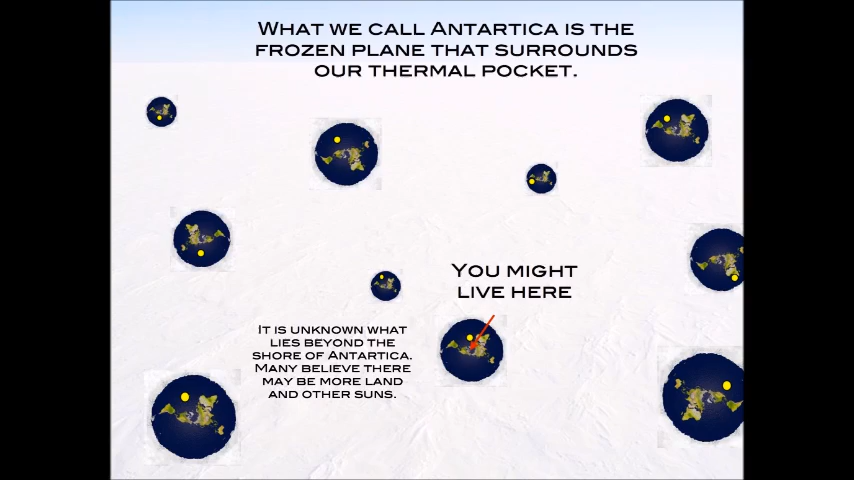 What we call Antartica is the
frozen plane that surrounds
our thermal pocket.
You might
live here
It is unknown what
lies beyond the
shore of Antartica.
Many believe there
may be more land
and other suns.